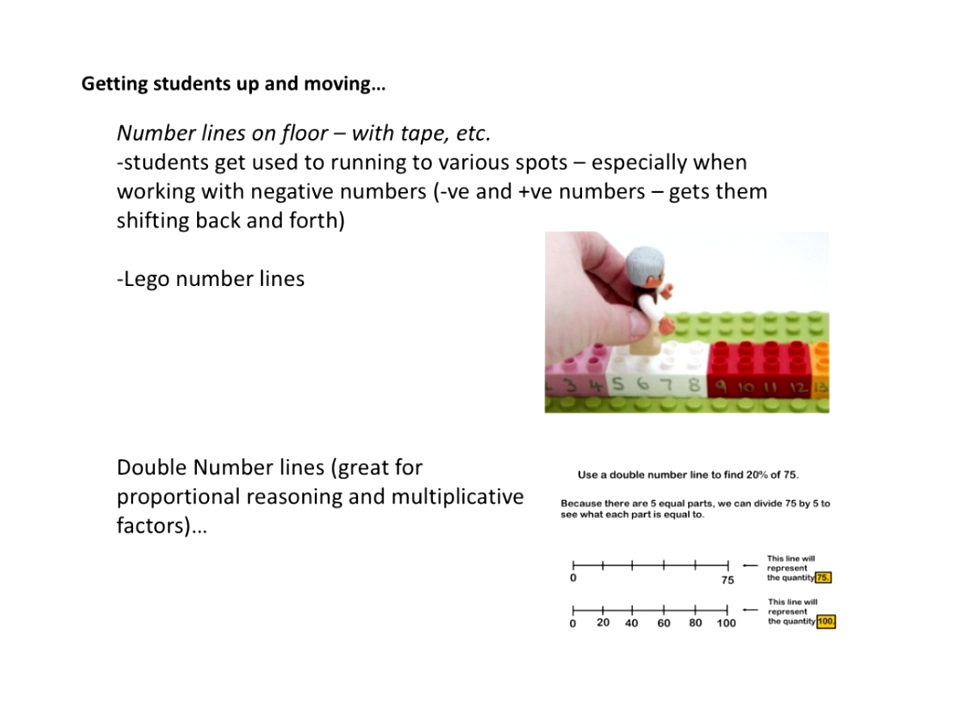 Getting students up and moving…
Number lines on floor – with tape, etc.
-students get used to running to various spots – especially when
working with negative numbers (-ve and +ve numbers – gets them
shifting back and forth)
-Lego number lines
3 4 5 6 7 8 9 10 11 12 13
Double Number lines (great for
proportional reasoning and multiplicative
factors)…
Use a double number line to find 20% of 75.
Because there are 5 equal parts, we can divide 75 by 5 to
see what each part is equal to.
0 75
This line will
represent
the quantity 75.
0 20 40 60 80 100
This line will
represent
the quantity 100.